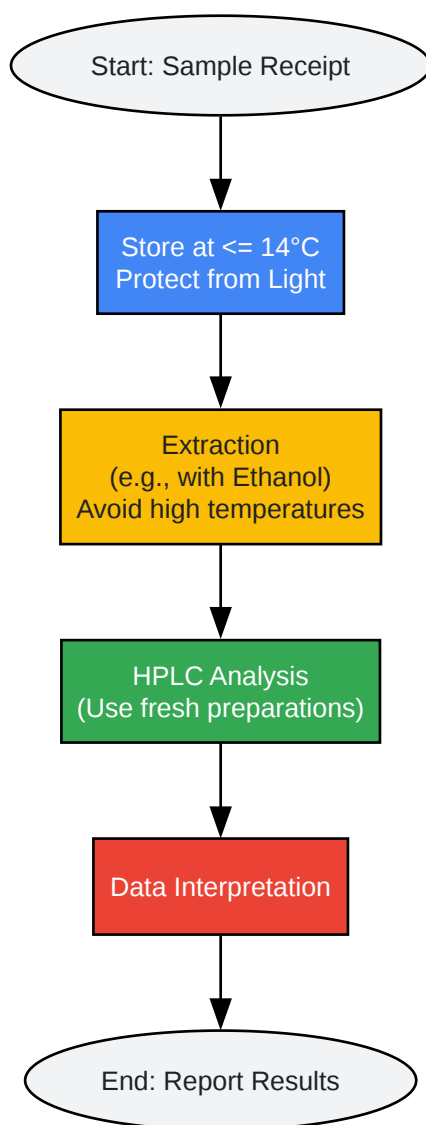 Start: Sample Receipt
Store at <= 14°C
Protect from Light
Extraction
(e.g., with Ethanol)
Avoid high temperatures
HPLC Analysis
(Use fresh preparations)
Data Interpretation
End: Report Results